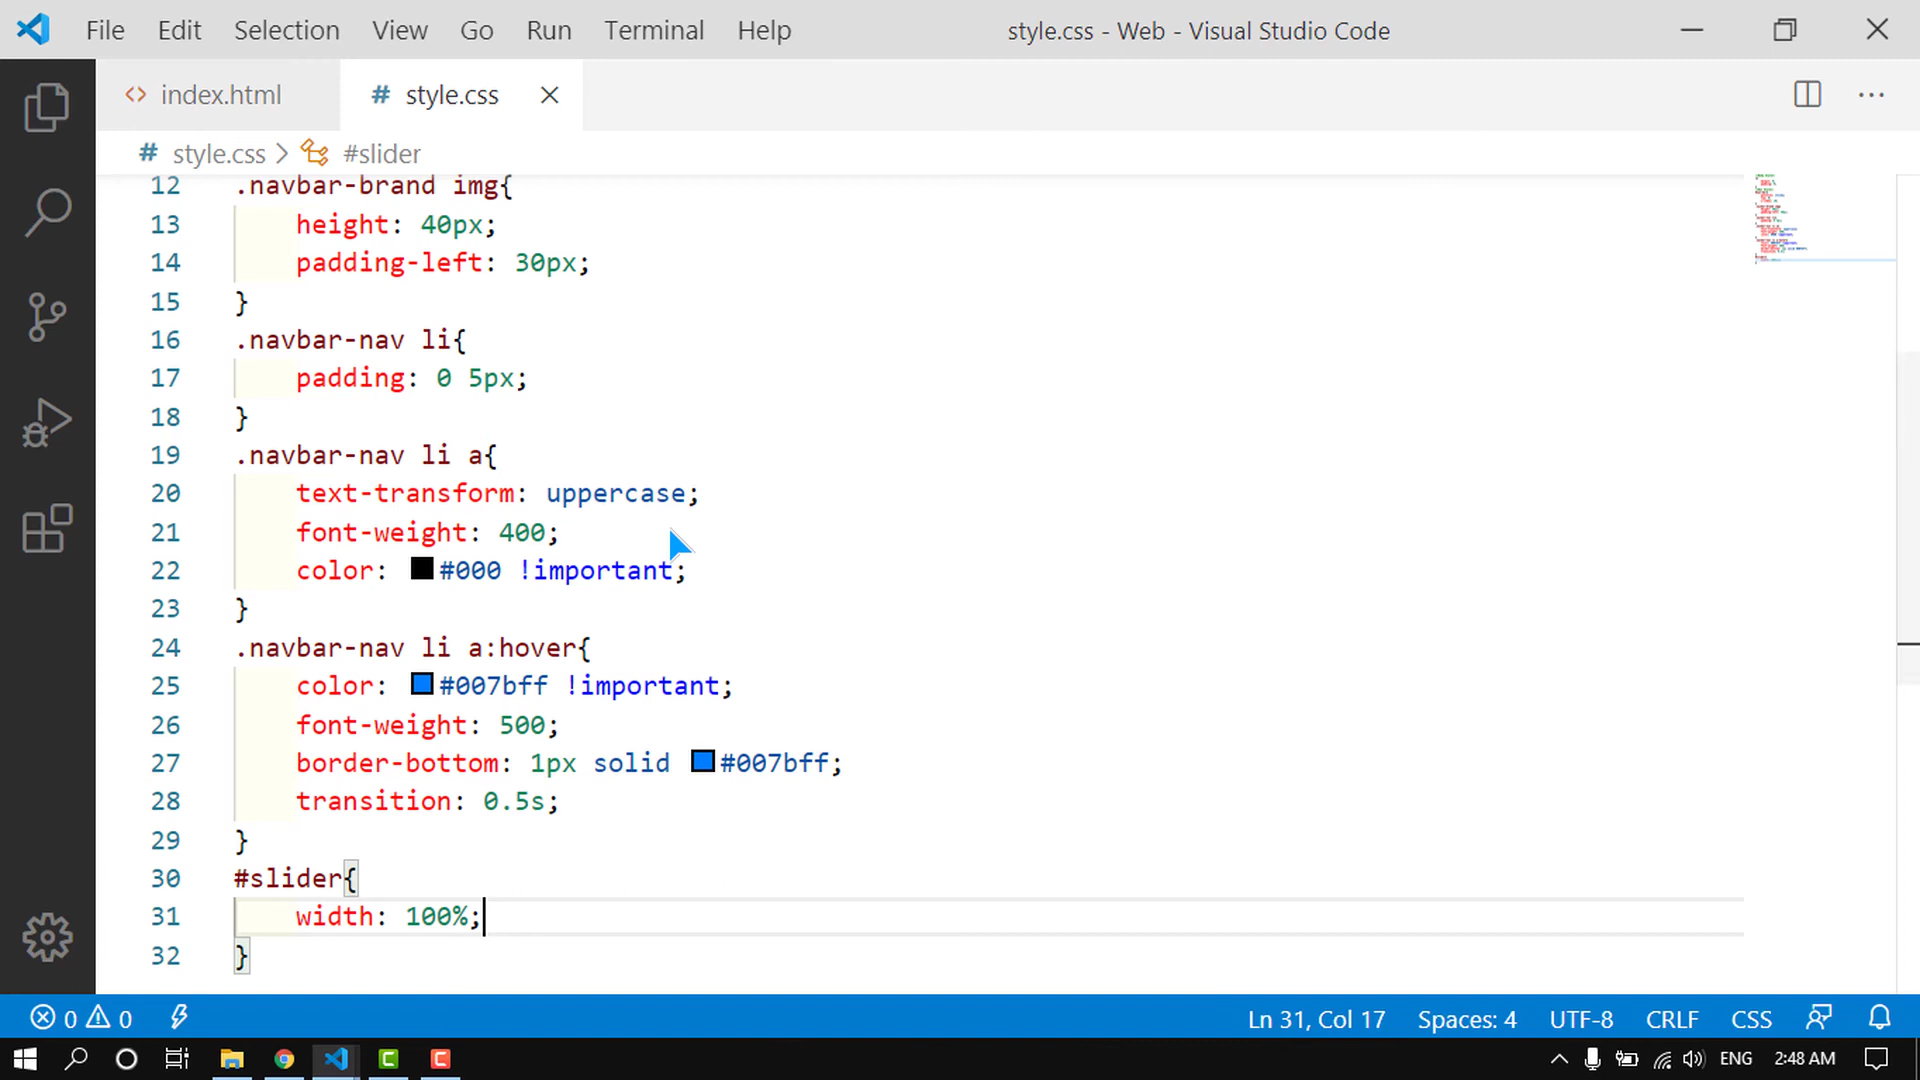 File Edit Selection View Go Run Terminal Help style.css - Web - Visual Studio Code
<> index.html # style.css
# style.css > #slider
12 .navbar-brand img{
13 height: 40px;
14 padding-left: 30px;
15 }
16 .navbar-nav li{
17 padding: 0 5px;
18 }
19 .navbar-nav li a{
20 text-transform: uppercase;
21 font-weight: 400;
22 color: #000 !important;
23 }
24 .navbar-nav li a:hover{
25 color: #007bff !important;
26 font-weight: 500;
27 border-bottom: 1px solid #007bff;
28 transition: 0.5s;
29 }
30 #slider{
31 width: 100%;
32 }
0 0 Ln 31, Col 17 Spaces: 4 UTF-8 CRLF CSS
ENG 2:48 AM